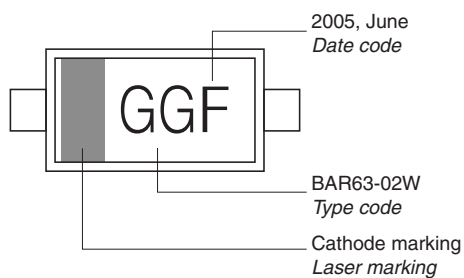 2005, June
Date code
GGF
BAR63-02W
Type code
Cathode marking
Laser marking